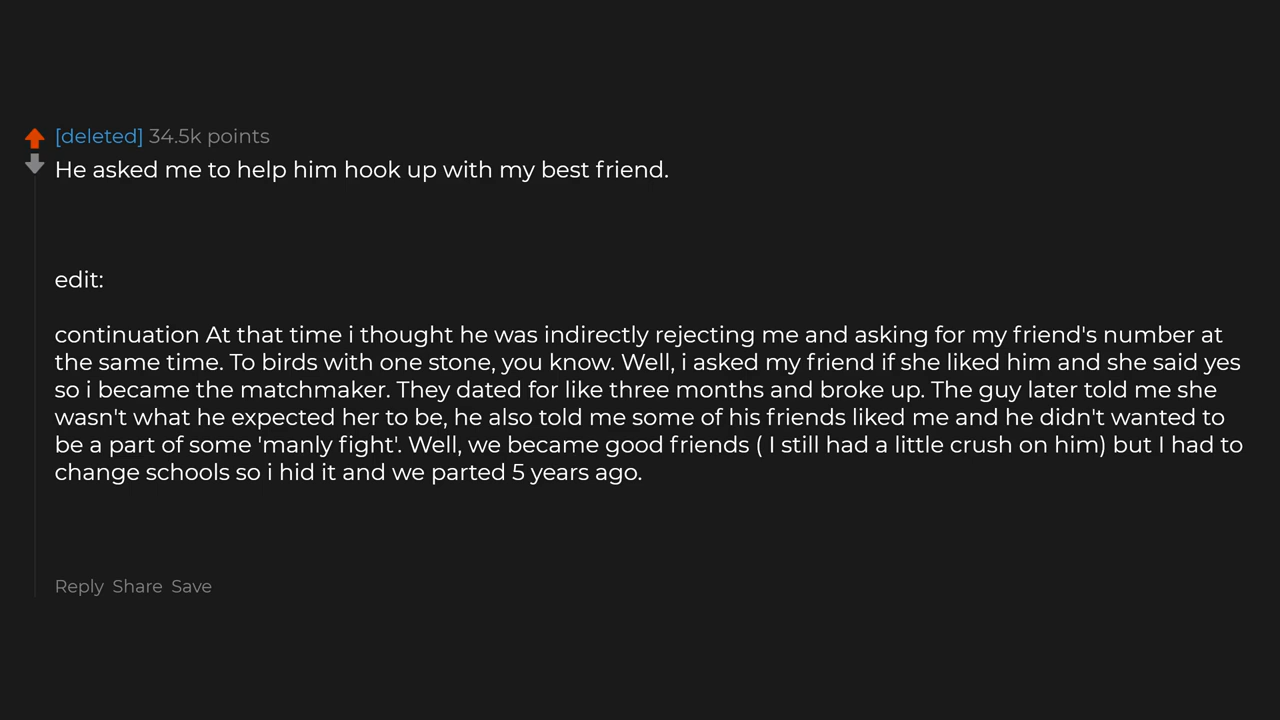 [deleted] 34.5k points
He asked me to help him hook up with my best friend.
edit:
continuation At that time i thought he was indirectly rejecting me and asking for my friend's number at
the same time. To birds with one stone, you know. Well, i asked my friend if she liked him and she said yes
so i became the matchmaker. They dated for like three months and broke up. The guy later told me she
wasn't what he expected her to be, he also told me some of his friends liked me and he didn't wanted to
be a part of some 'manly fight'. Well, we became good friends ( I still had a little crush on him) but I had to
change schools so i hid it and we parted 5 years ago.
Reply Share Save